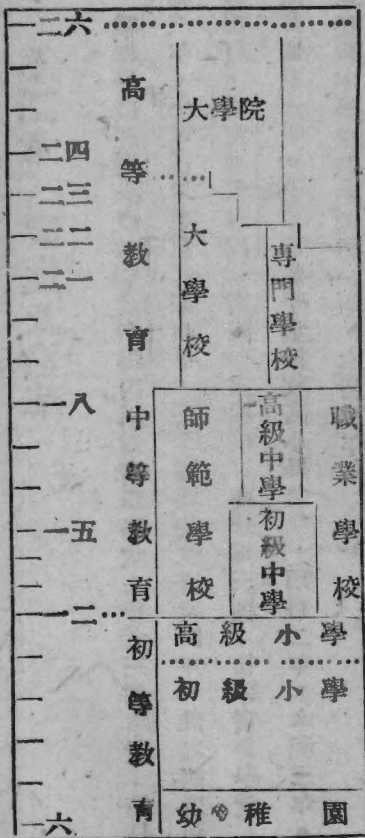 二六
二四
二三
二二
二一
一八
一五
一二
六
高等教育
中等教育
初等教育
大學院
大學校
專門學校
師範學校
高級中學
初級中學
職業學校
高級小學
初級小學
幼稚園